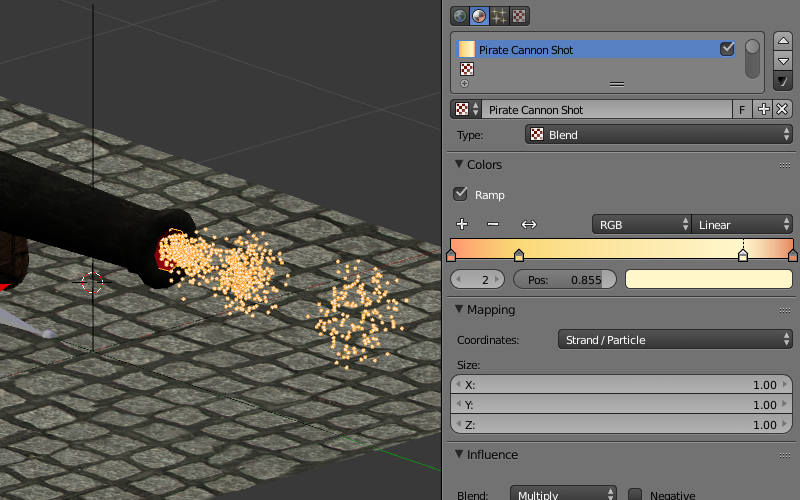 Pirate Cannon Shot
Pirate Cannon Shot F
Type: Blend
Colors
Ramp
RGB Linear
2 Pos: 0.855
Mapping
Coordinates: Strand / Particle
Size:
X: 1.00
Y: 1.00
Z: 1.00
Influence
Blend: Multiply Negative